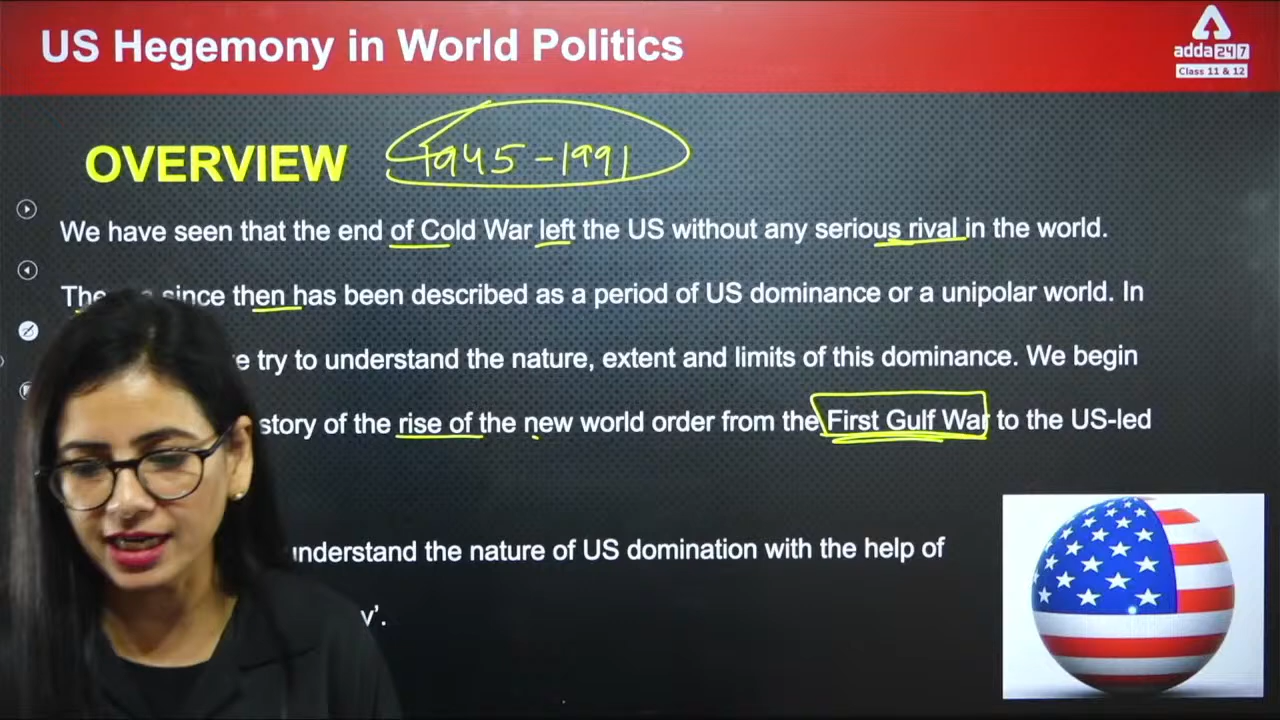 US Hegemony in World Politics
adda247
Class 11 & 12
OVERVIEW 1945-1991
We have seen that the end of Cold War left the US without any serious rival in the world.
The since then has been described as a period of US dominance or a unipolar world. In
try to understand the nature, extent and limits of this dominance. We begin
story of the rise of the new world order from the First Gulf War to the US-led
understand the nature of US domination with the help of